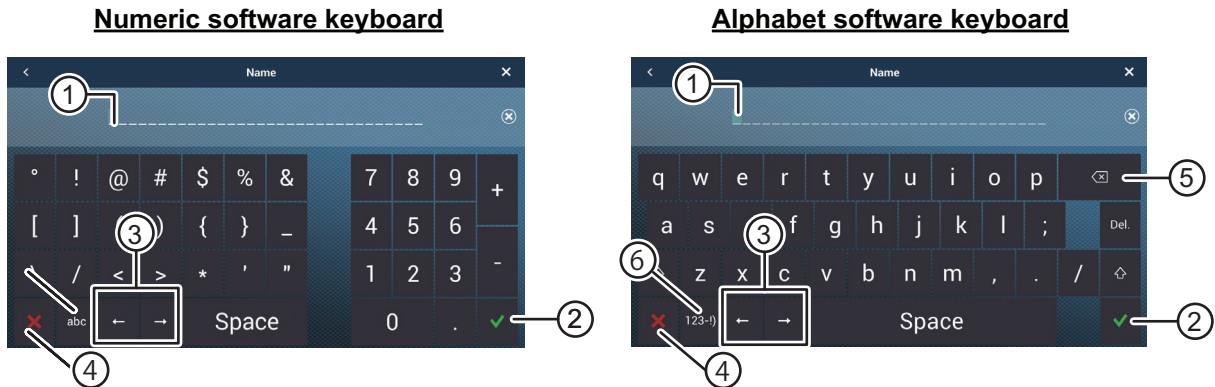 Numeric software keyboard
< Name ×
1
° ! @ # $ % & 7 8 9 +
[ ] ) { } _ 4 5 6
3
/ < > * ' " 1 2 3 -
abc ← → Space 0 . ✓ 2
4
Alphabet software keyboard
< Name ×
1
q w e r t y u i o p 5
a s f g h j k l ; Del.
3
6
z x c v b n m , . /
123-!) ← → Space ✓ 2
4